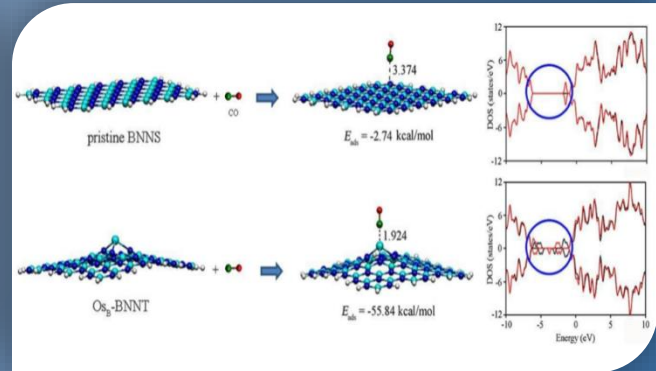 3.374
+
CO
pristine BNNS
E_ads = -2.74 kcal/mol
12
6
0
-6
-12
DOS (states/eV)
1.924
+
Os_B-BNNT
E_ads = -55.84 kcal/mol
12
6
0
-6
-12
DOS (states/eV)
-10
-5
0
5
10
Energy (eV)